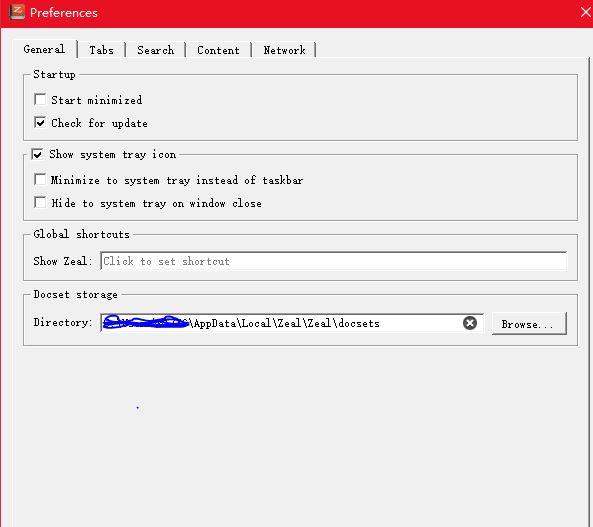 Preferences
General Tabs Search Content Network
Startup
Start minimized
Check for update
Show system tray icon
Minimize to system tray instead of taskbar
Hide to system tray on window close
Global shortcuts
Show Zeal: Click to set shortcut
Docset storage
Directory: \AppData\Local\Zeal\Zeal\docsets Browse...